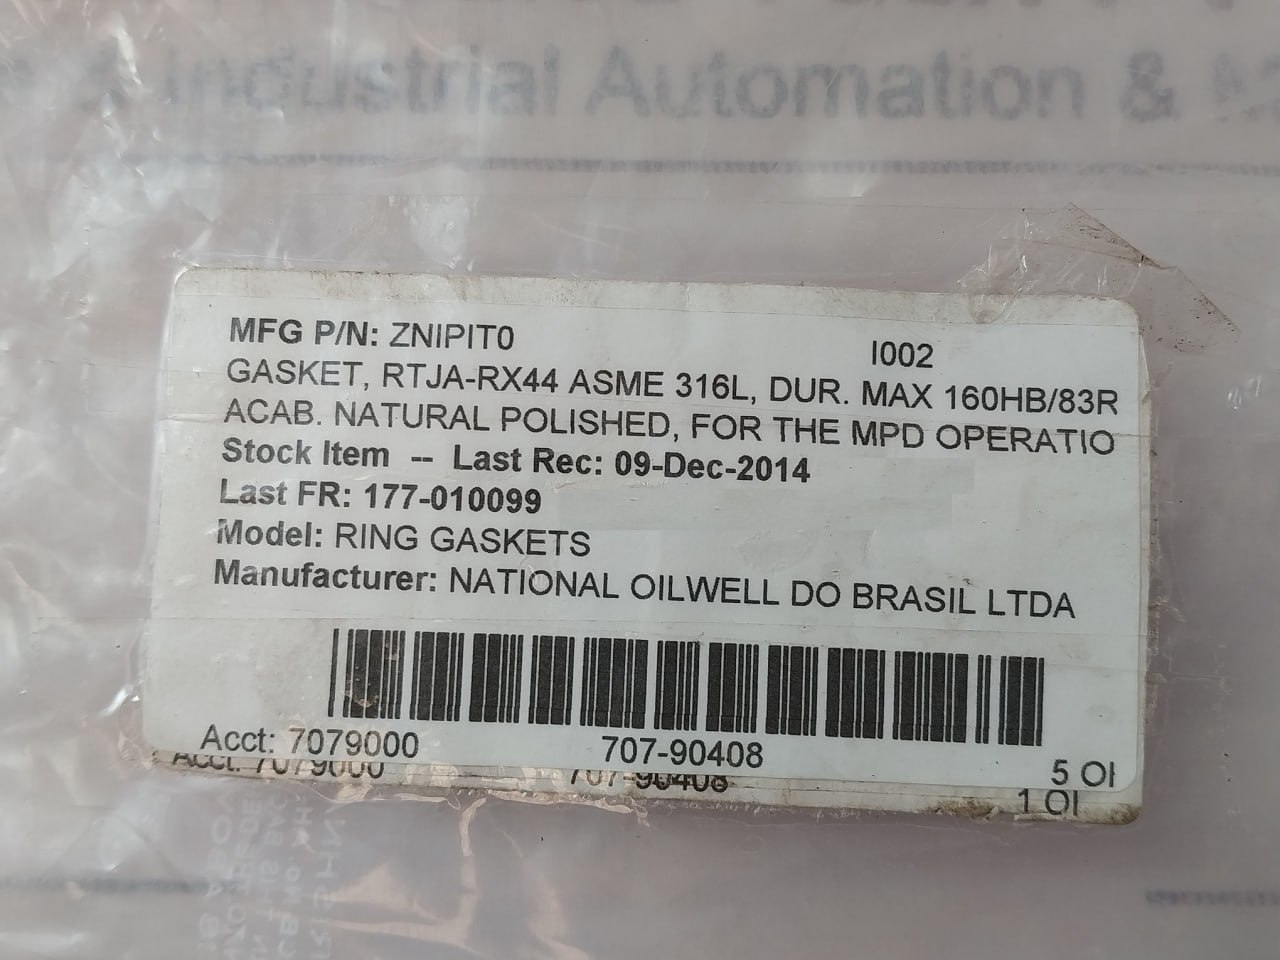 Industrial Automation &
MFG P/N: ZNIPIT0 I002
GASKET, RTJA-RX44 ASME 316L, DUR. MAX 160HB/83R
ACAB. NATURAL POLISHED, FOR THE MPD OPERATIO
Stock Item -- Last Rec: 09-Dec-2014
Last FR: 177-010099
Model: RING GASKETS
Manufacturer: NATIONAL OILWELL DO BRASIL LTDA
Acct: 7079000 707-90408 5 OI
Acct: 7079000 707-90408 1 OI